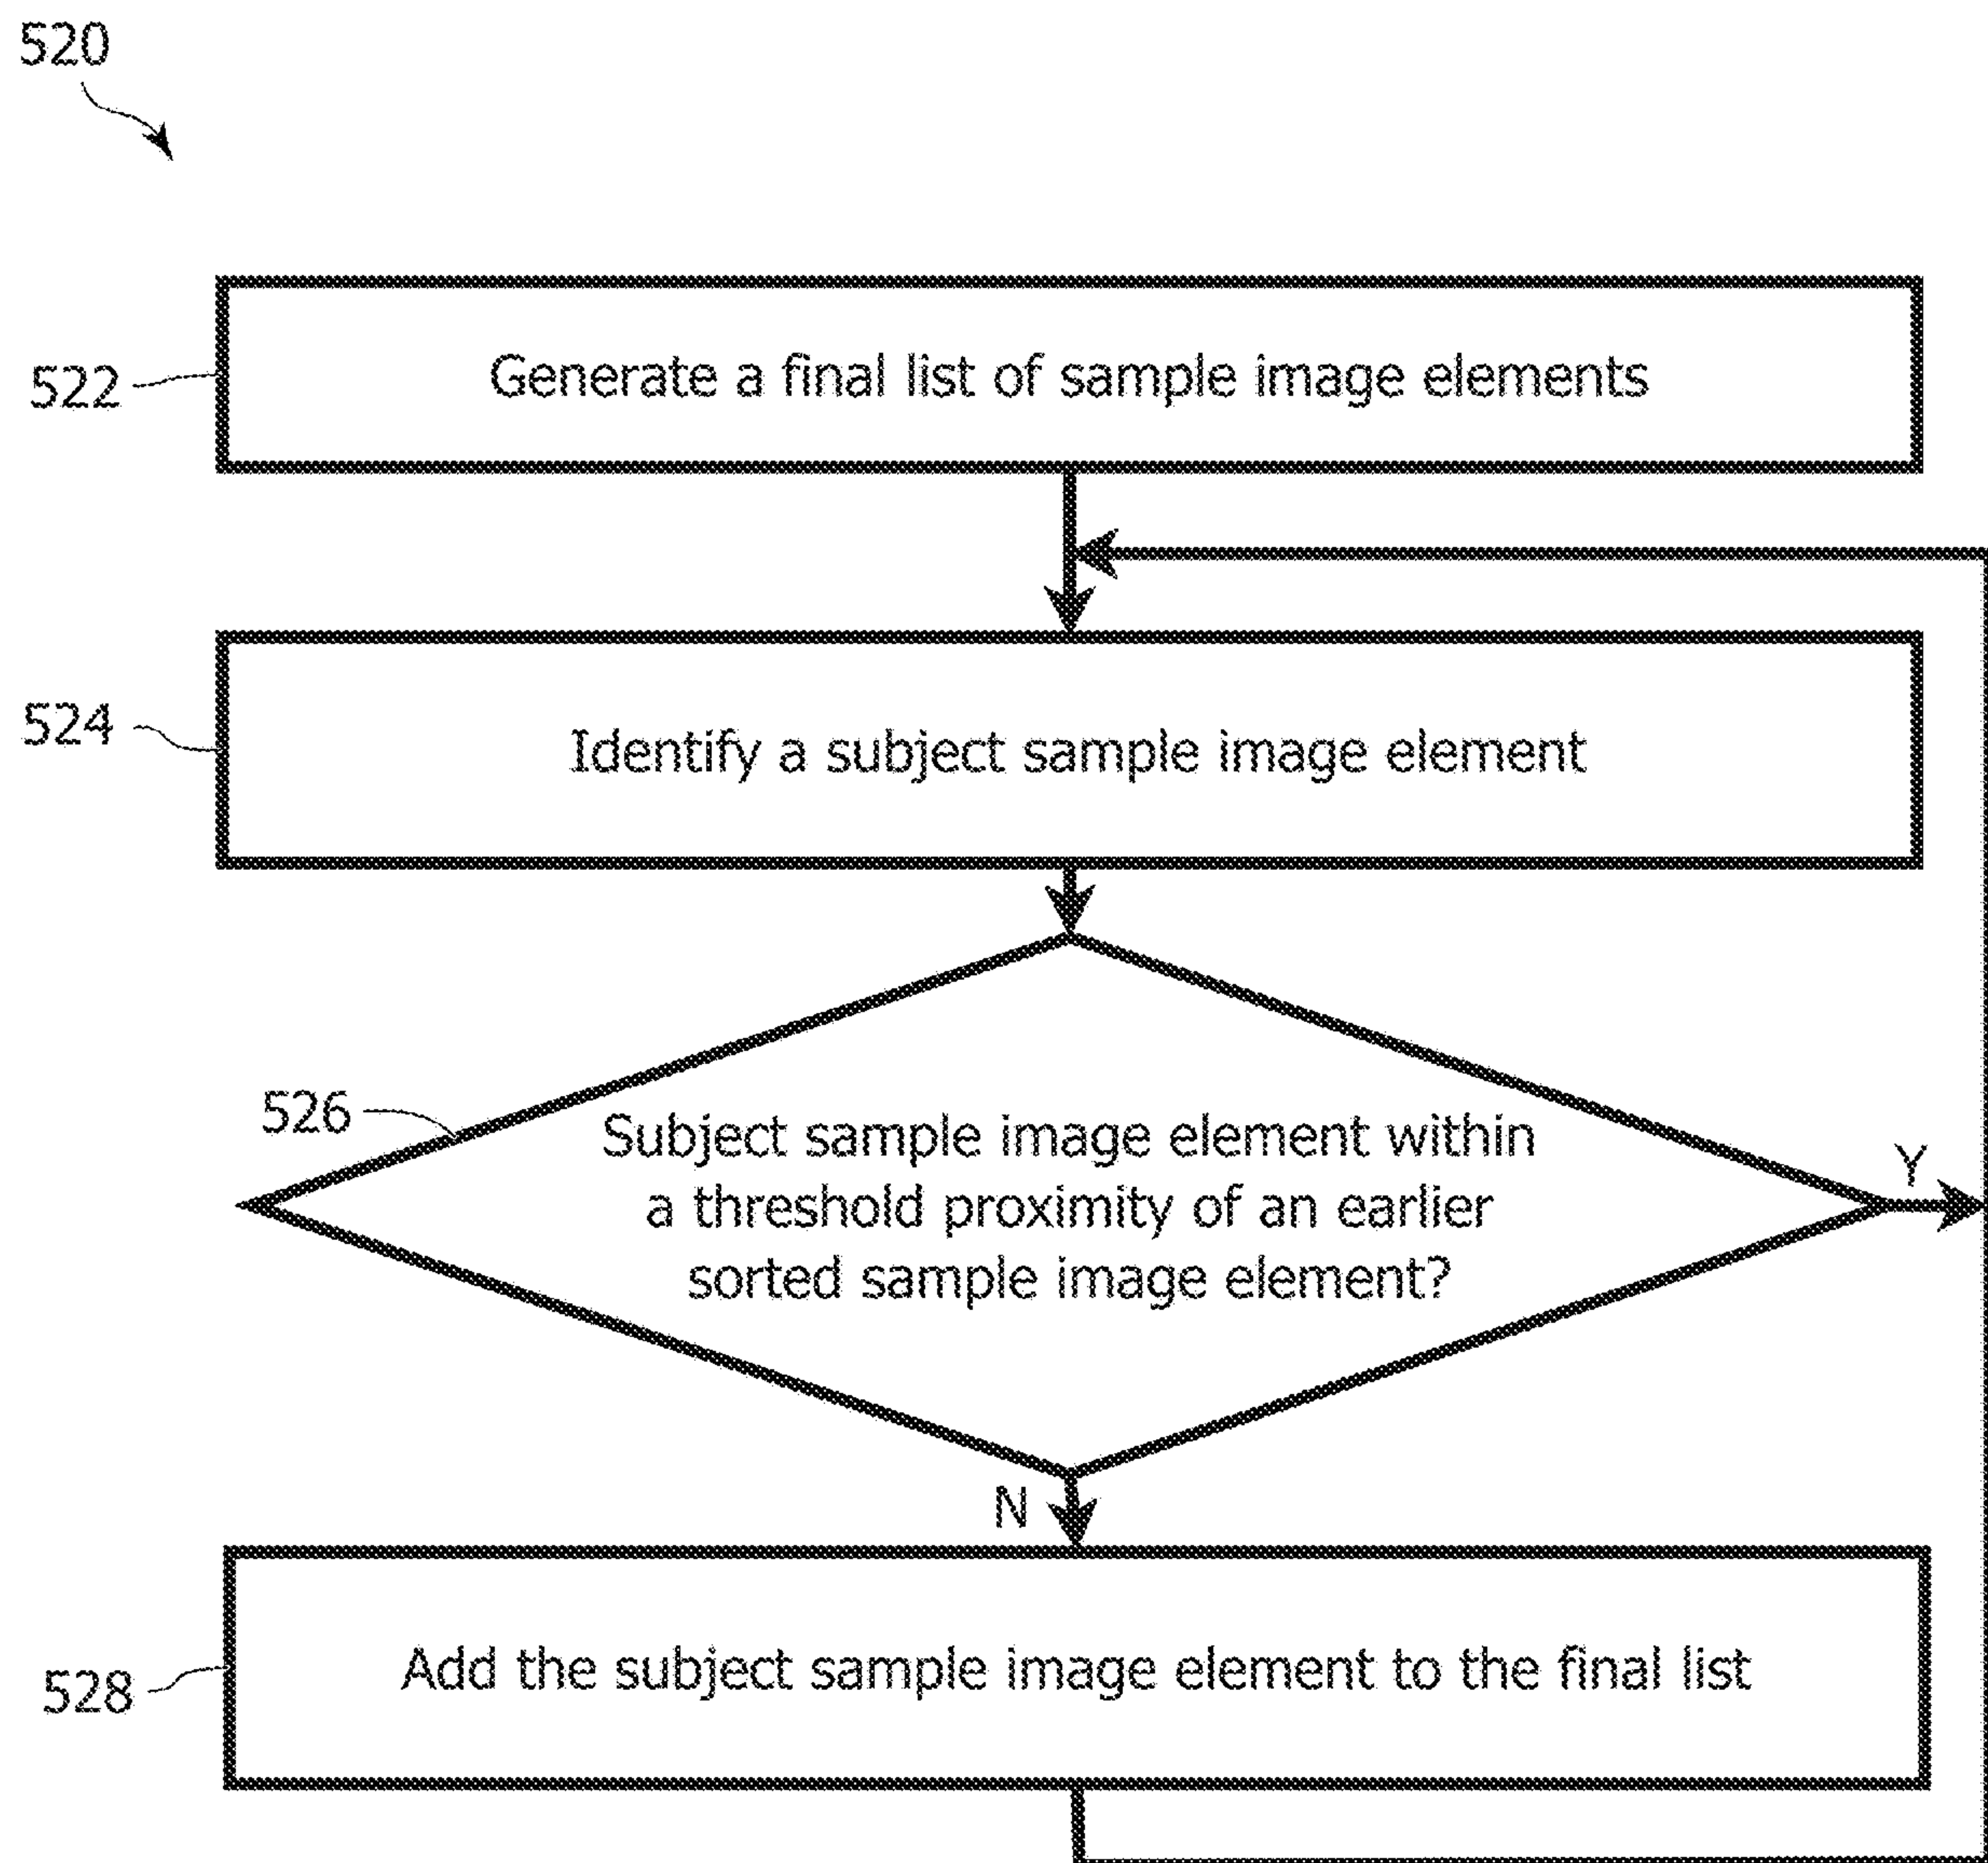 520
522
Generate a final list of sample image elements
524
Identify a subject sample image element
526
Subject sample image element within
a threshold proximity of an earlier
sorted sample image element?
Y
N
528
Add the subject sample image element to the final list